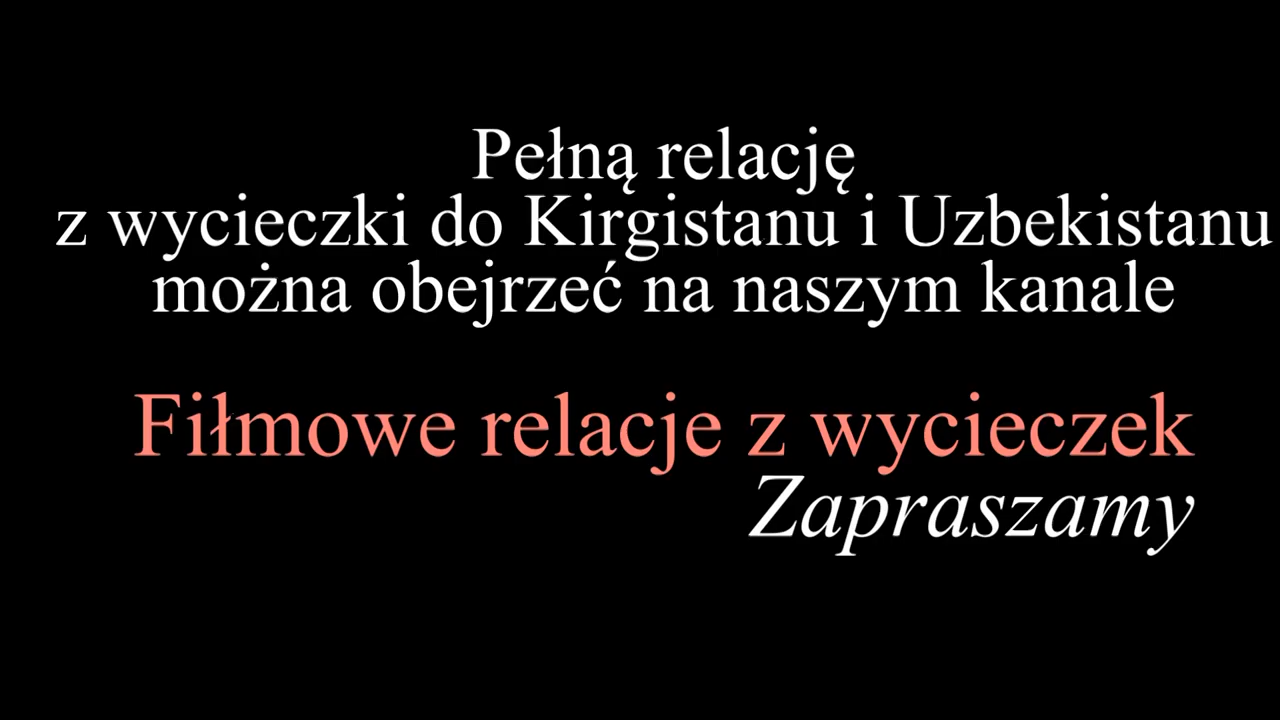 Pełną relację
z wycieczki do Kirgistanu i Uzbekistanu
można obejrzeć na naszym kanale
Fiłmowe relacje z wycieczek
Zapraszamy